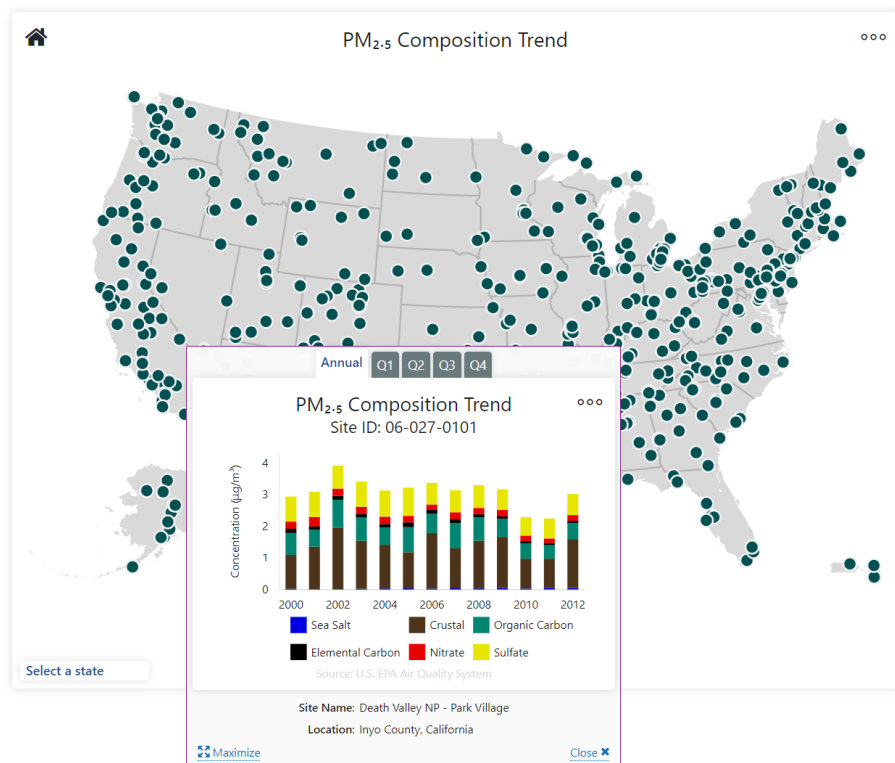 PM₂.₅ Composition Trend
Annual Q1 Q2 Q3 Q4
PM₂.₅ Composition Trend
Site ID: 06-027-0101
Concentration (µg/m³)
4
3
2
1
0
2000 2002 2004 2006 2008 2010 2012
Sea Salt Crustal Organic Carbon
Elemental Carbon Nitrate Sulfate
Source: U.S. EPA Air Quality System
Select a state
Site Name: Death Valley NP - Park Village
Location: Inyo County, California
Maximize Close